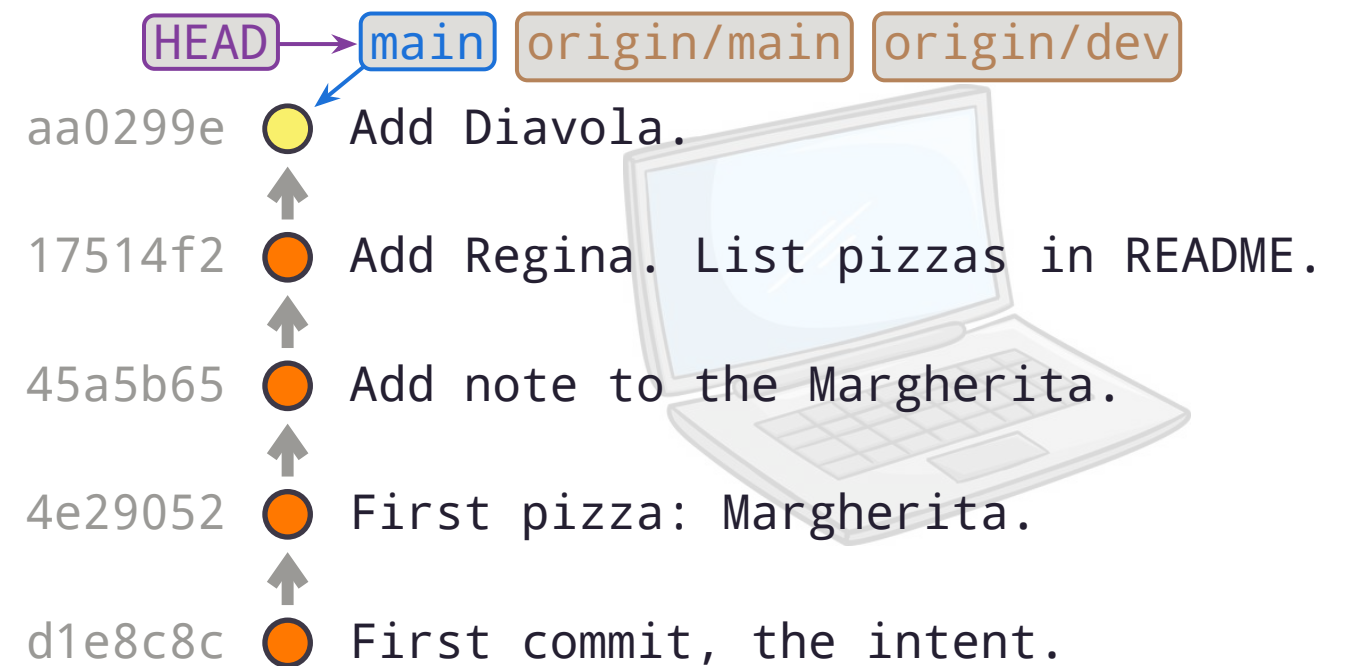 HEAD main origin/main origin/dev
aa0299e Add Diavola.
17514f2 Add Regina. List pizzas in README.
45a5b65 Add note to the Margherita.
4e29052 First pizza: Margherita.
d1e8c8c First commit, the intent.